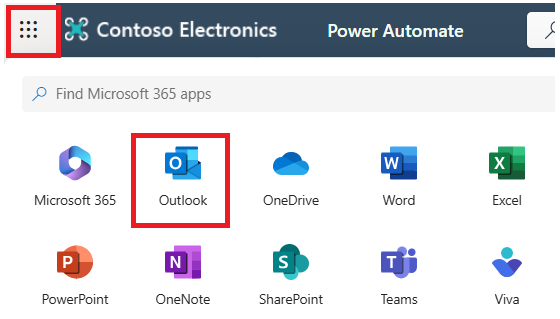 Contoso Electronics Power Automate
Find Microsoft 365 apps
Microsoft 365 Outlook OneDrive Word Excel
PowerPoint OneNote SharePoint Teams Viva